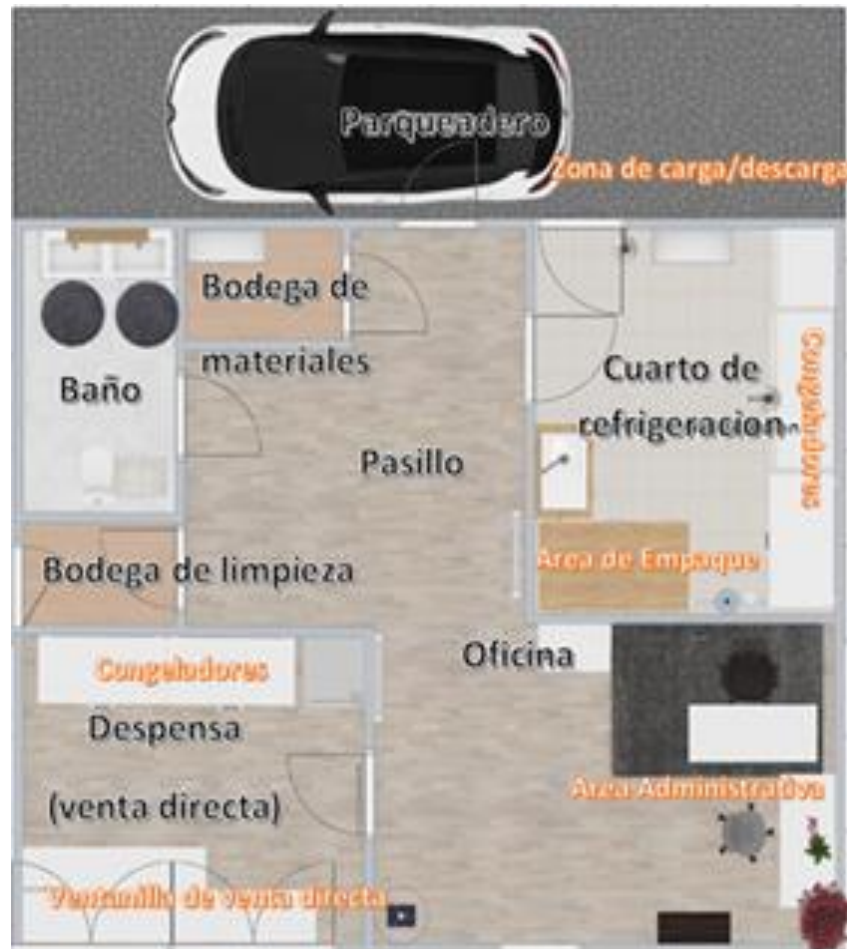 Parqueadero
Zona de carga/descarga
Bodega de
materiales
Baño
Cuarto de
refrigeracion
Congeladores
Pasillo
Area de Empaque
Bodega de limpieza
Oficina
Congeladores
Despensa
(venta directa)
Area Administrativa
Ventanilla de venta directa